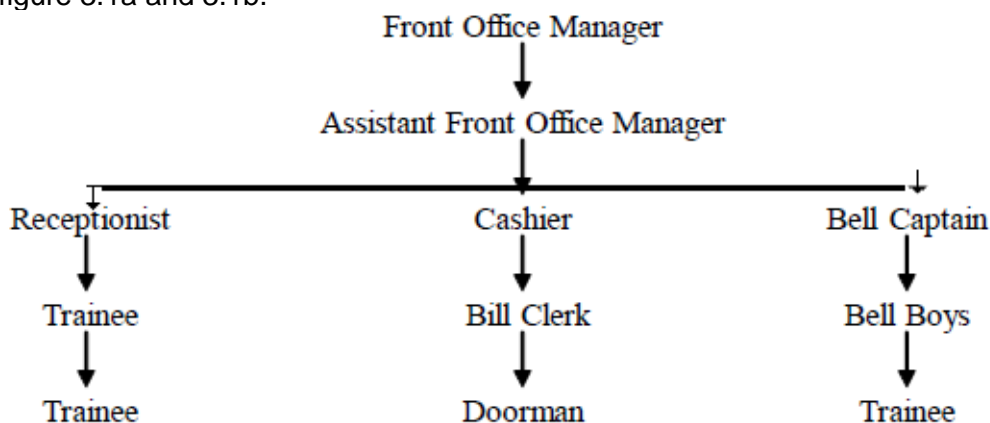 figure 3.1a and 3.1b.
Front Office Manager
Assistant Front Office Manager
Receptionist Cashier Bell Captain
Trainee Bill Clerk Bell Boys
Trainee Doorman Trainee